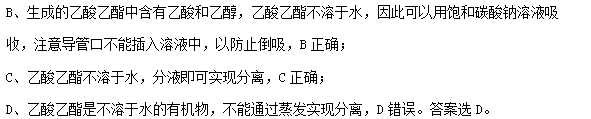 B、生成的乙酸乙酯中含有乙酸和乙醇，乙酸乙酯不溶于水，因此可以用饱和碳酸钠溶液吸
收，注意导管口不能插入溶液中，以防止倒吸，B 正确；
C、乙酸乙酯不溶于水，分液即可实现分离，C 正确；
D、乙酸乙酯是不溶于水的有机物，不能通过蒸发实现分离，D 错误。答案选 D。